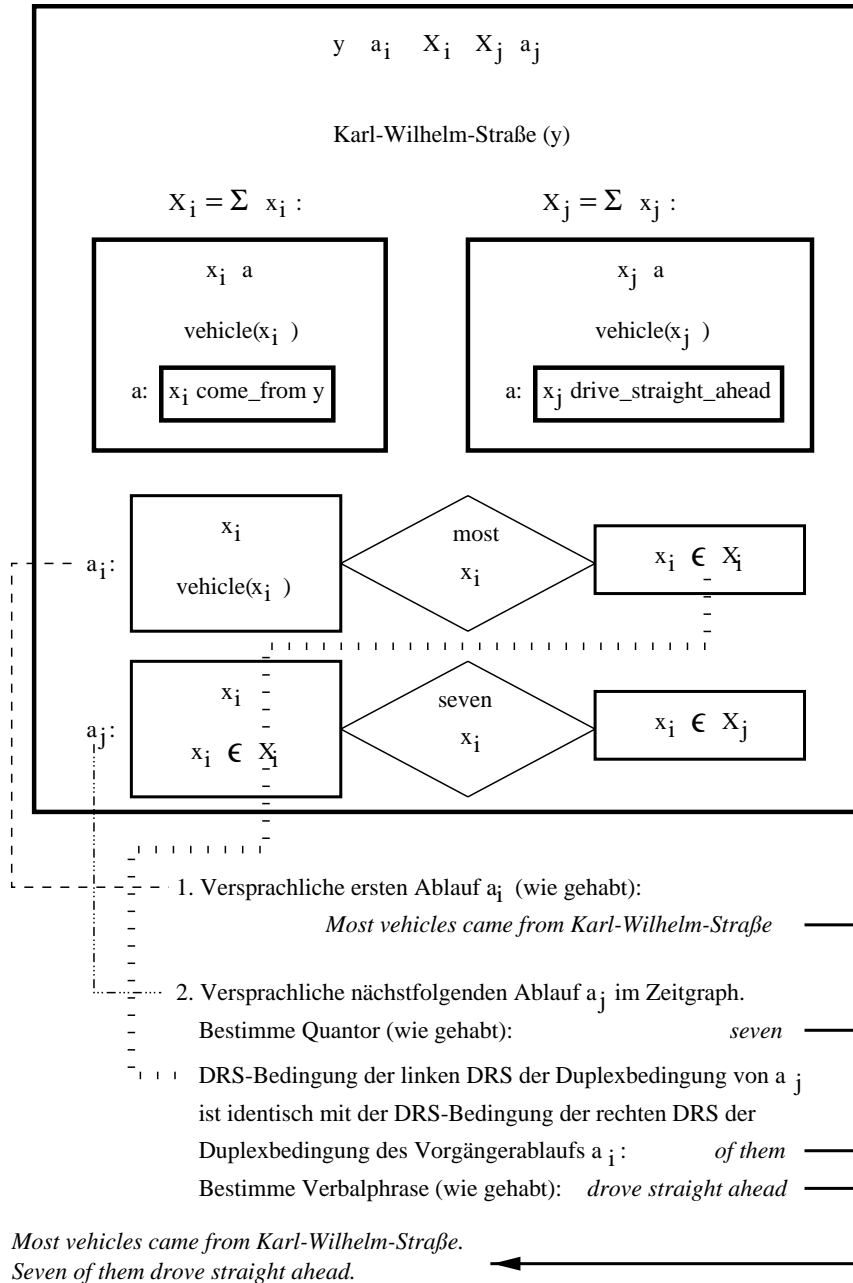 y a_i X_i X_j a_j
Karl-Wilhelm-Straße (y)
X_i = Σ x_i :
X_j = Σ x_j :
x_i a
vehicle(x_i )
a: x_i come_from y
x_j a
vehicle(x_j )
a: x_j drive_straight_ahead
a_i:
x_i
vehicle(x_i )
most
x_i
x_i ϵ X_i
a_j:
x_i
x_i ϵ X_i
seven
x_i
x_i ϵ X_j
1. Versprachliche ersten Ablauf a_i (wie gehabt):
Most vehicles came from Karl-Wilhelm-Straße
2. Versprachliche nächstfolgenden Ablauf a_j im Zeitgraph.
Bestimme Quantor (wie gehabt): seven
DRS-Bedingung der linken DRS der Duplexbedingung von a_j
ist identisch mit der DRS-Bedingung der rechten DRS der
Duplexbedingung des Vorgängerablaufs a_i : of them
Bestimme Verbalphrase (wie gehabt): drove straight ahead
Most vehicles came from Karl-Wilhelm-Straße.
Seven of them drove straight ahead.